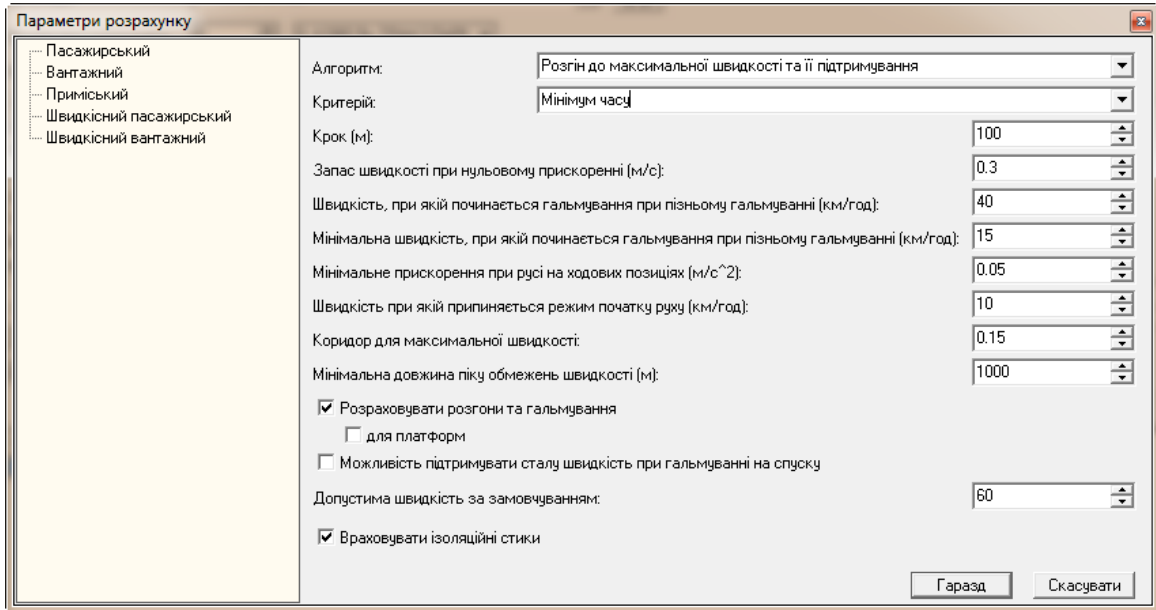 Параметри розрахунку
Пасажирський
Вантажний
Приміський
Швидкісний пасажирський
Швидкісний вантажний
Алгоритм: Розгін до максимальної швидкості та її підтримування
Критерій: Мінімум часу
Крок (м): 100
Запас швидкості при нульовому прискоренні (м/с): 0.3
Швидкість, при якій починається гальмування при пізньому гальмуванні (км/год): 40
Мінімальна швидкість, при якій починається гальмування при пізньому гальмуванні (км/год): 15
Мінімальне прискорення при русі на ходових позиціях (м/с^2): 0.05
Швидкість при якій припиняється режим початку руху (км/год): 10
Коридор для максимальної швидкості: 0.15
Мінімальна довжина піку обмежень швидкості (м): 1000
Розраховувати розгони та гальмування
для платформ
Можливість підтримувати сталу швидкість при гальмуванні на спуску
Допустима швидкість за замовчуванням: 60
Враховувати ізоляційні стики
Гаразд Скасувати